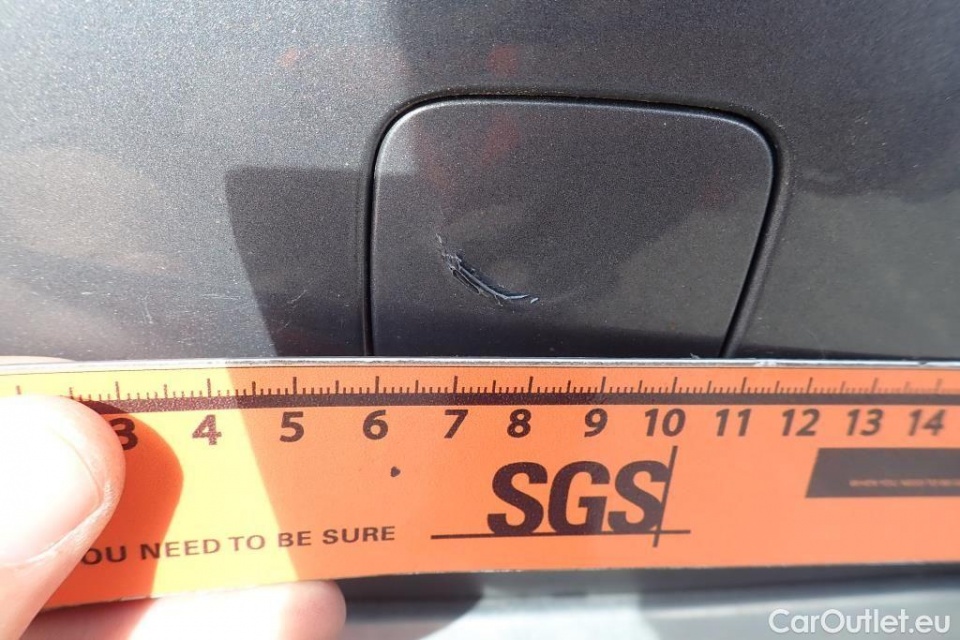 3 4 5 6 7 8 9 10 11 12 13 14
SGS
OU NEED TO BE SURE
CarOutlet.eu